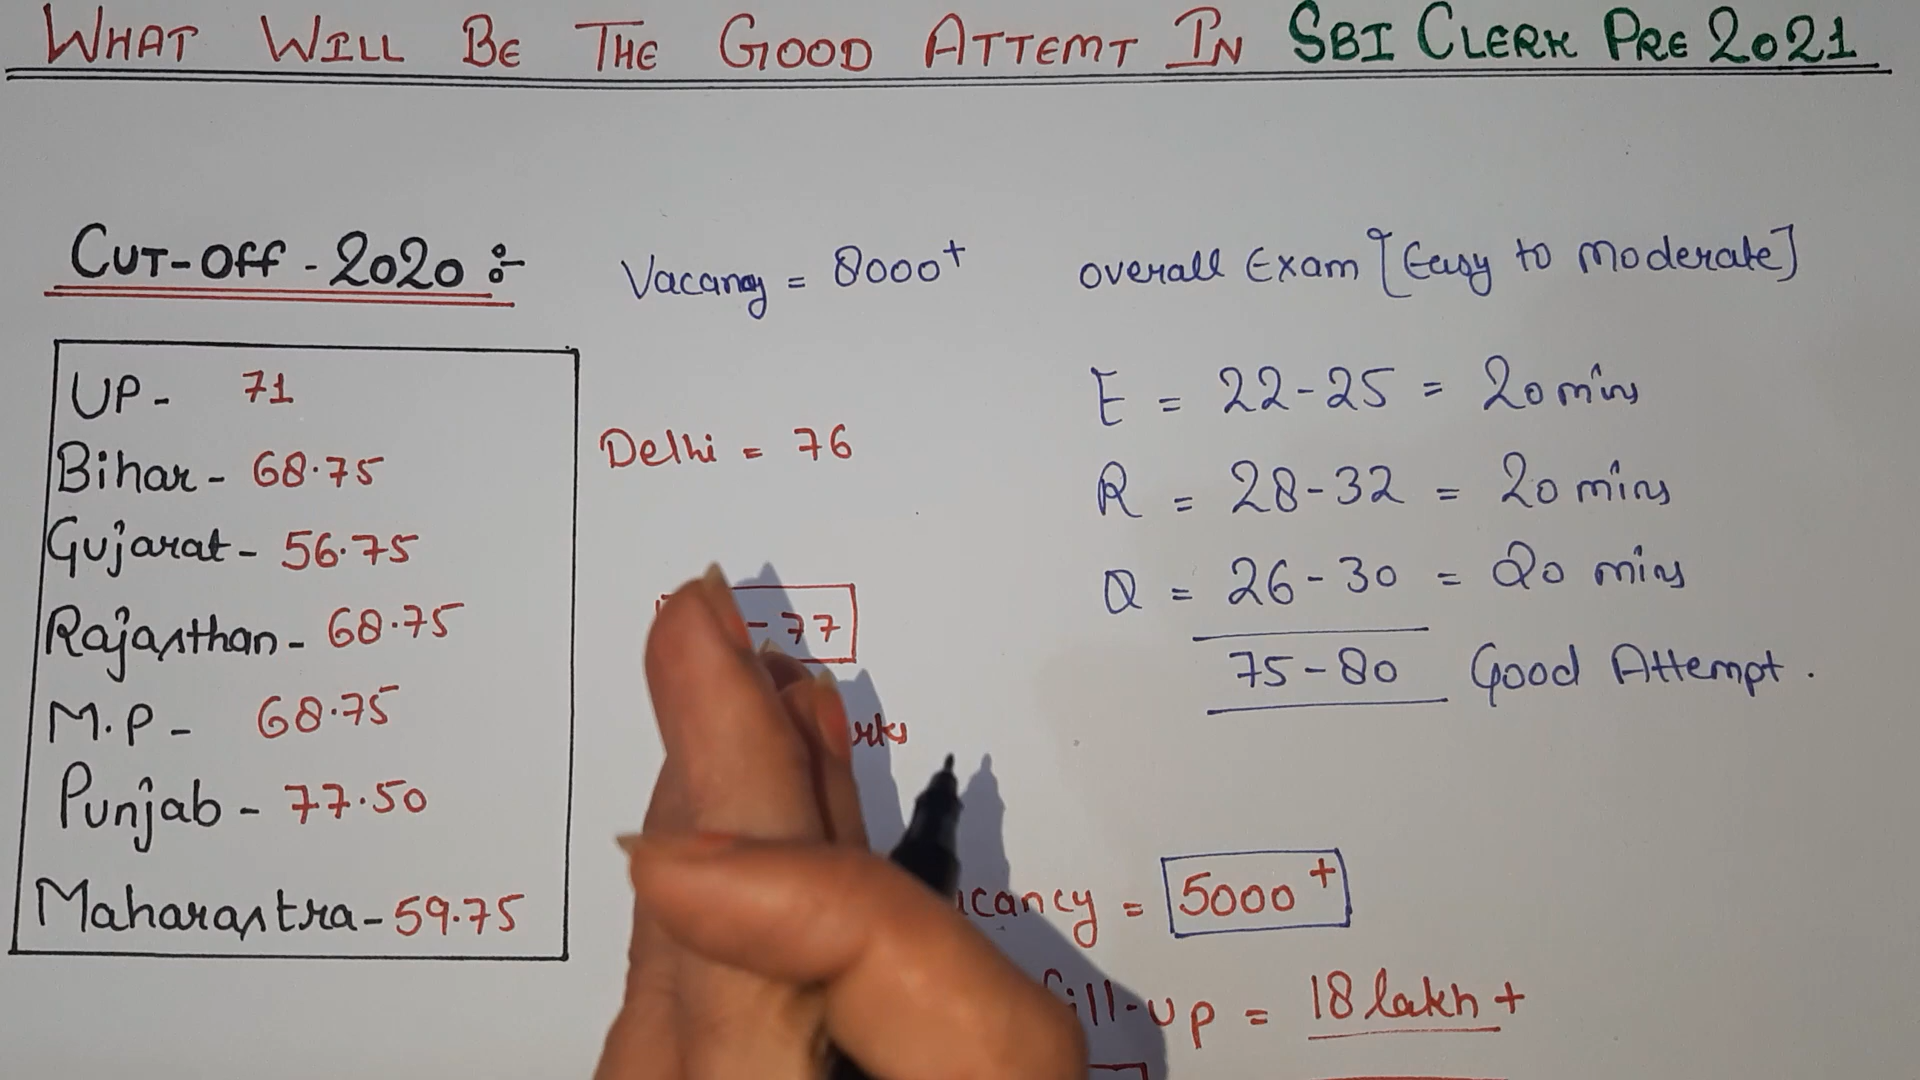 WHAT WILL BE THE GOOD ATTEMT IN SBI CLERK PRE 2021
CUT-OFF - 2020 :-
Vacancy = 8000+
Overall Exam [Easy to Moderate]
UP - 71
Bihar - 68.75
Gujarat - 56.75
Rajasthan - 68.75
M.P - 68.75
Punjab - 77.50
Maharastra - 59.75
Delhi = 76
- 77
E = 22-25 = 20 mins
R = 28-32 = 20 mins
Q = 26-30 = 20 mins
75-80 Good Attempt.
= 5000+
fill-up = 18 lakh +